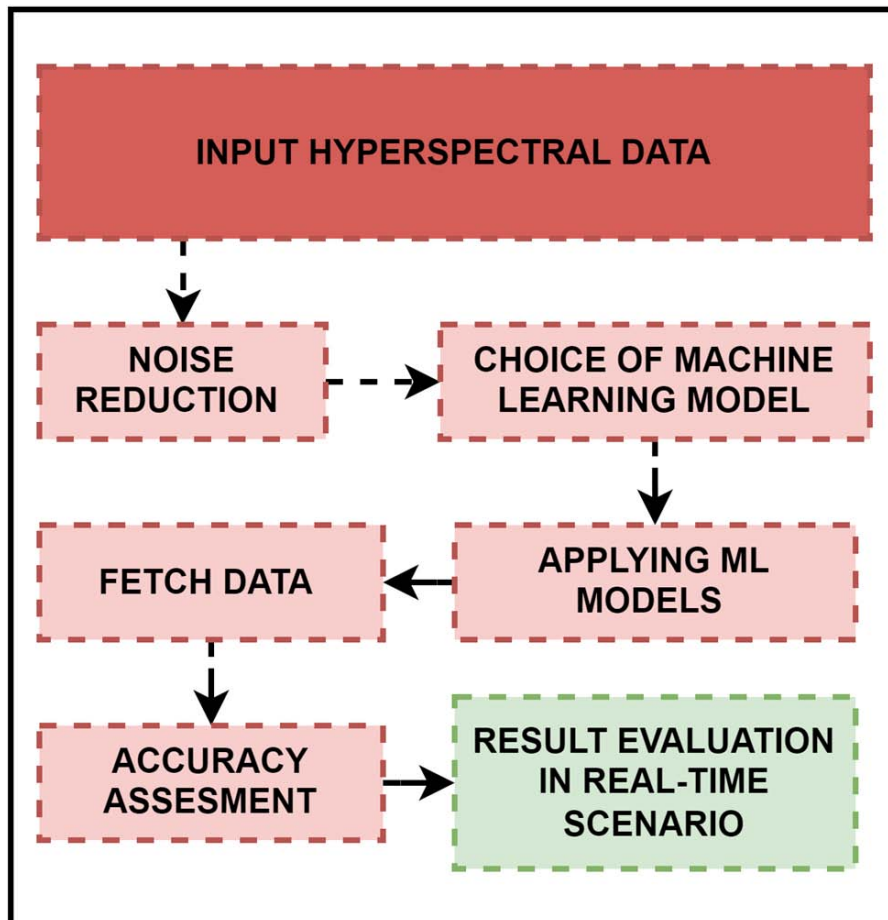 INPUT HYPERSPECTRAL DATA
NOISE
REDUCTION
CHOICE OF MACHINE
LEARNING MODEL
APPLYING ML
MODELS
FETCH DATA
ACCURACY
ASSESMENT
RESULT EVALUATION
IN REAL-TIME
SCENARIO